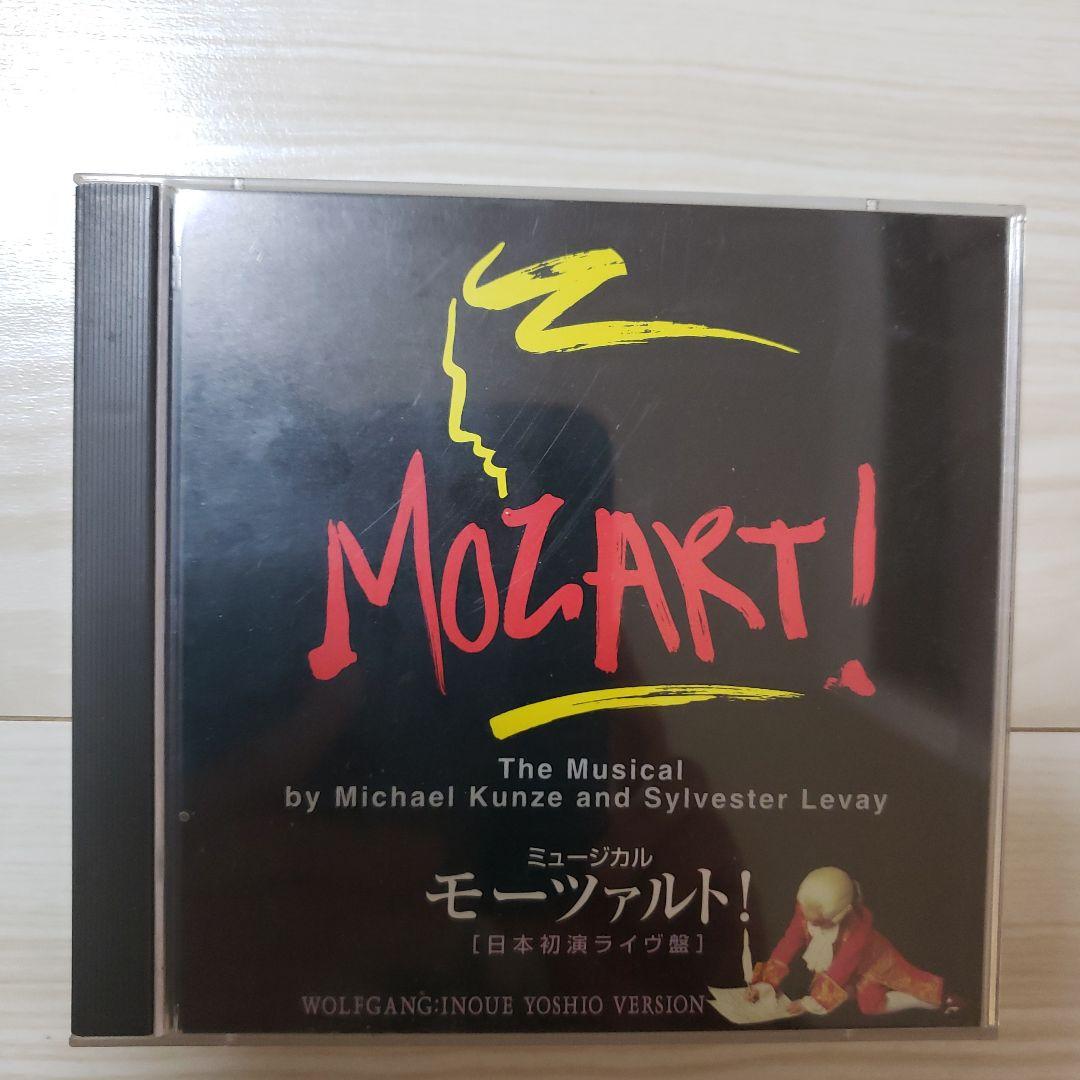 MOZART!
The Musical
by Michael Kunze and Sylvester Levay
ミュージカル
モーツァルト!
[日本初演ライヴ盤]
WOLFGANG:INOUE YOSHIO VERSION